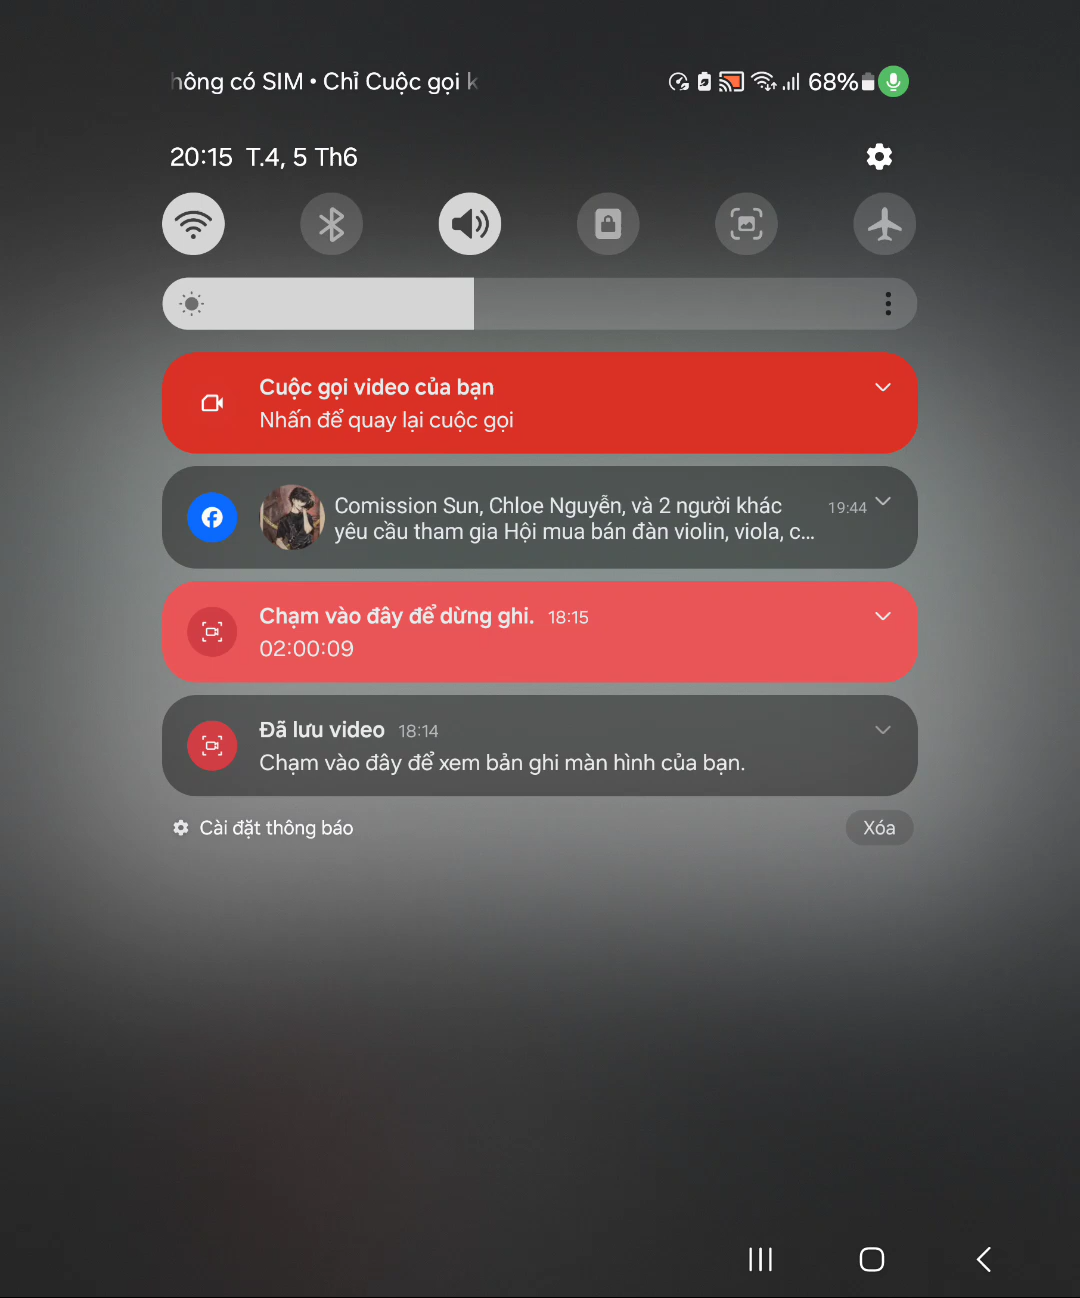 hông có SIM • Chỉ Cuộc gọi k
68%
20:15 T.4, 5 Th6
Cuộc gọi video của bạn
Nhấn để quay lại cuộc gọi
Comission Sun, Chloe Nguyễn, và 2 người khác
19:44
yêu cầu tham gia Hội mua bán đàn violin, viola, c...
Chạm vào đây để dừng ghi. 18:15
02:00:09
Đã lưu video 18:14
Chạm vào đây để xem bản ghi màn hình của bạn.
Cài đặt thông báo
Xóa